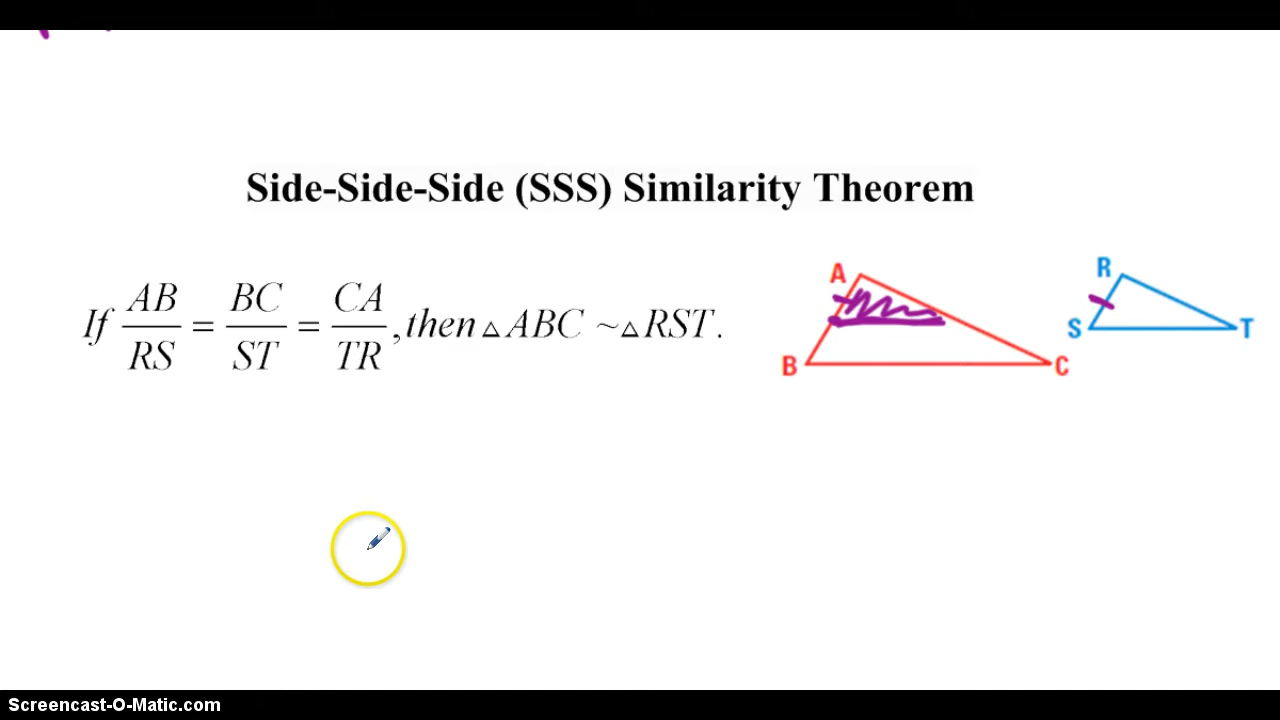 Side-Side-Side (SSS) Similarity Theorem
If AB/RS = BC/ST = CA/TR , then △ABC ~ △RST.
A
B
C
R
S
T
Screencast-O-Matic.com